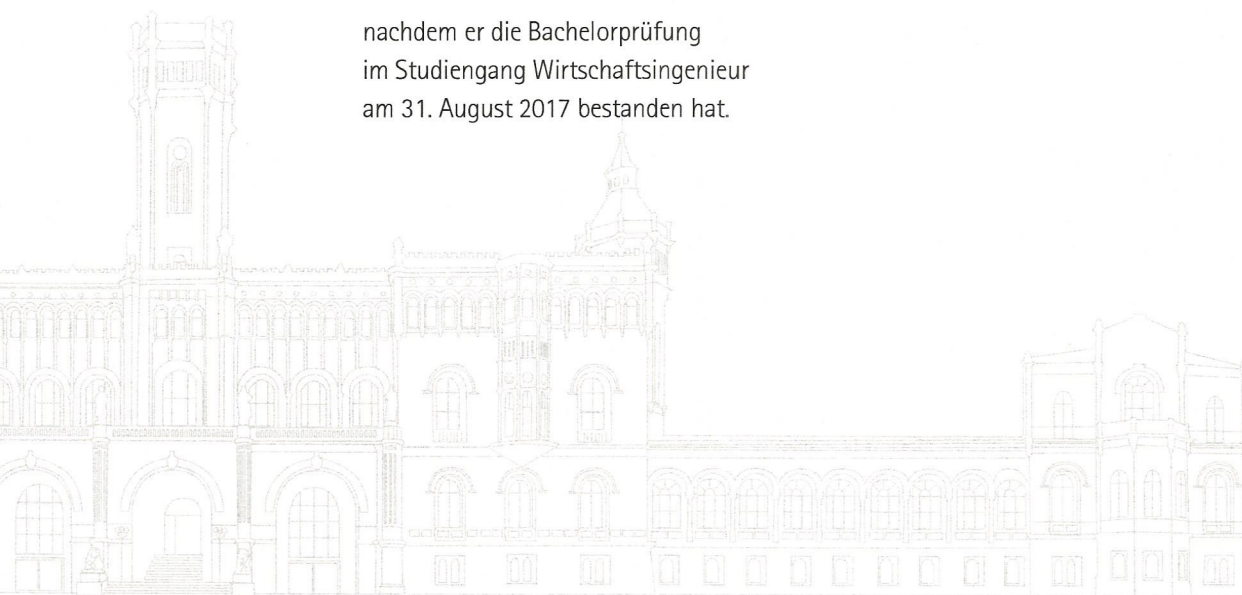 nachdem er die Bachelorprüfung
im Studiengang Wirtschaftsingenieur
am 31. August 2017 bestanden hat.